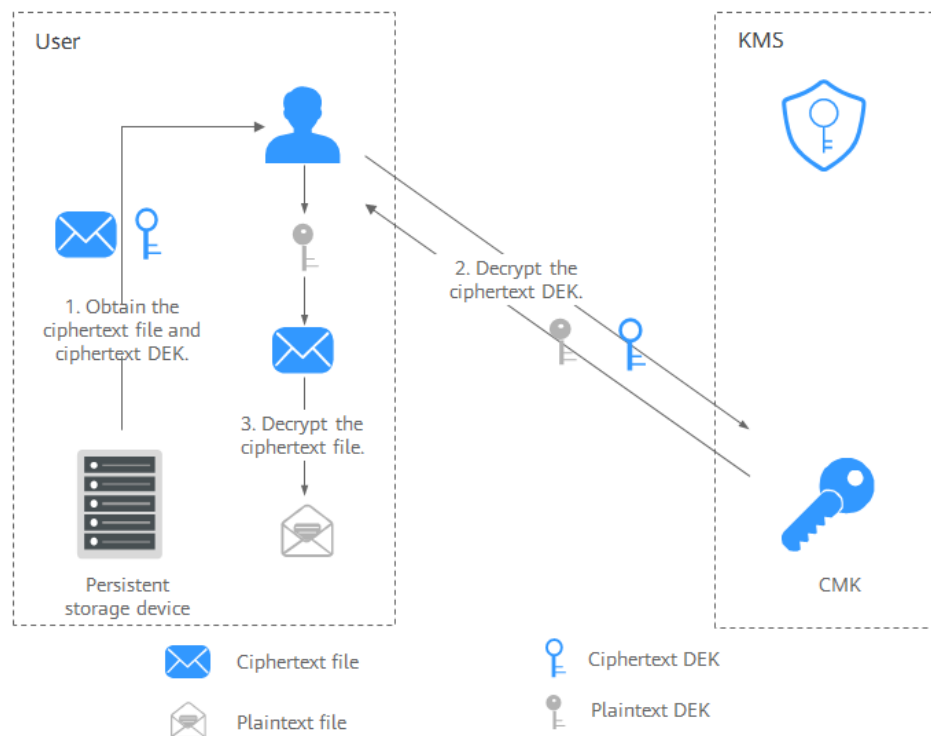 User
KMS
1. Obtain the
ciphertext file and
ciphertext DEK.
2. Decrypt the
ciphertext DEK.
3. Decrypt the
ciphertext file.
Persistent
storage device
CMK
Ciphertext file
Ciphertext DEK
Plaintext file
Plaintext DEK